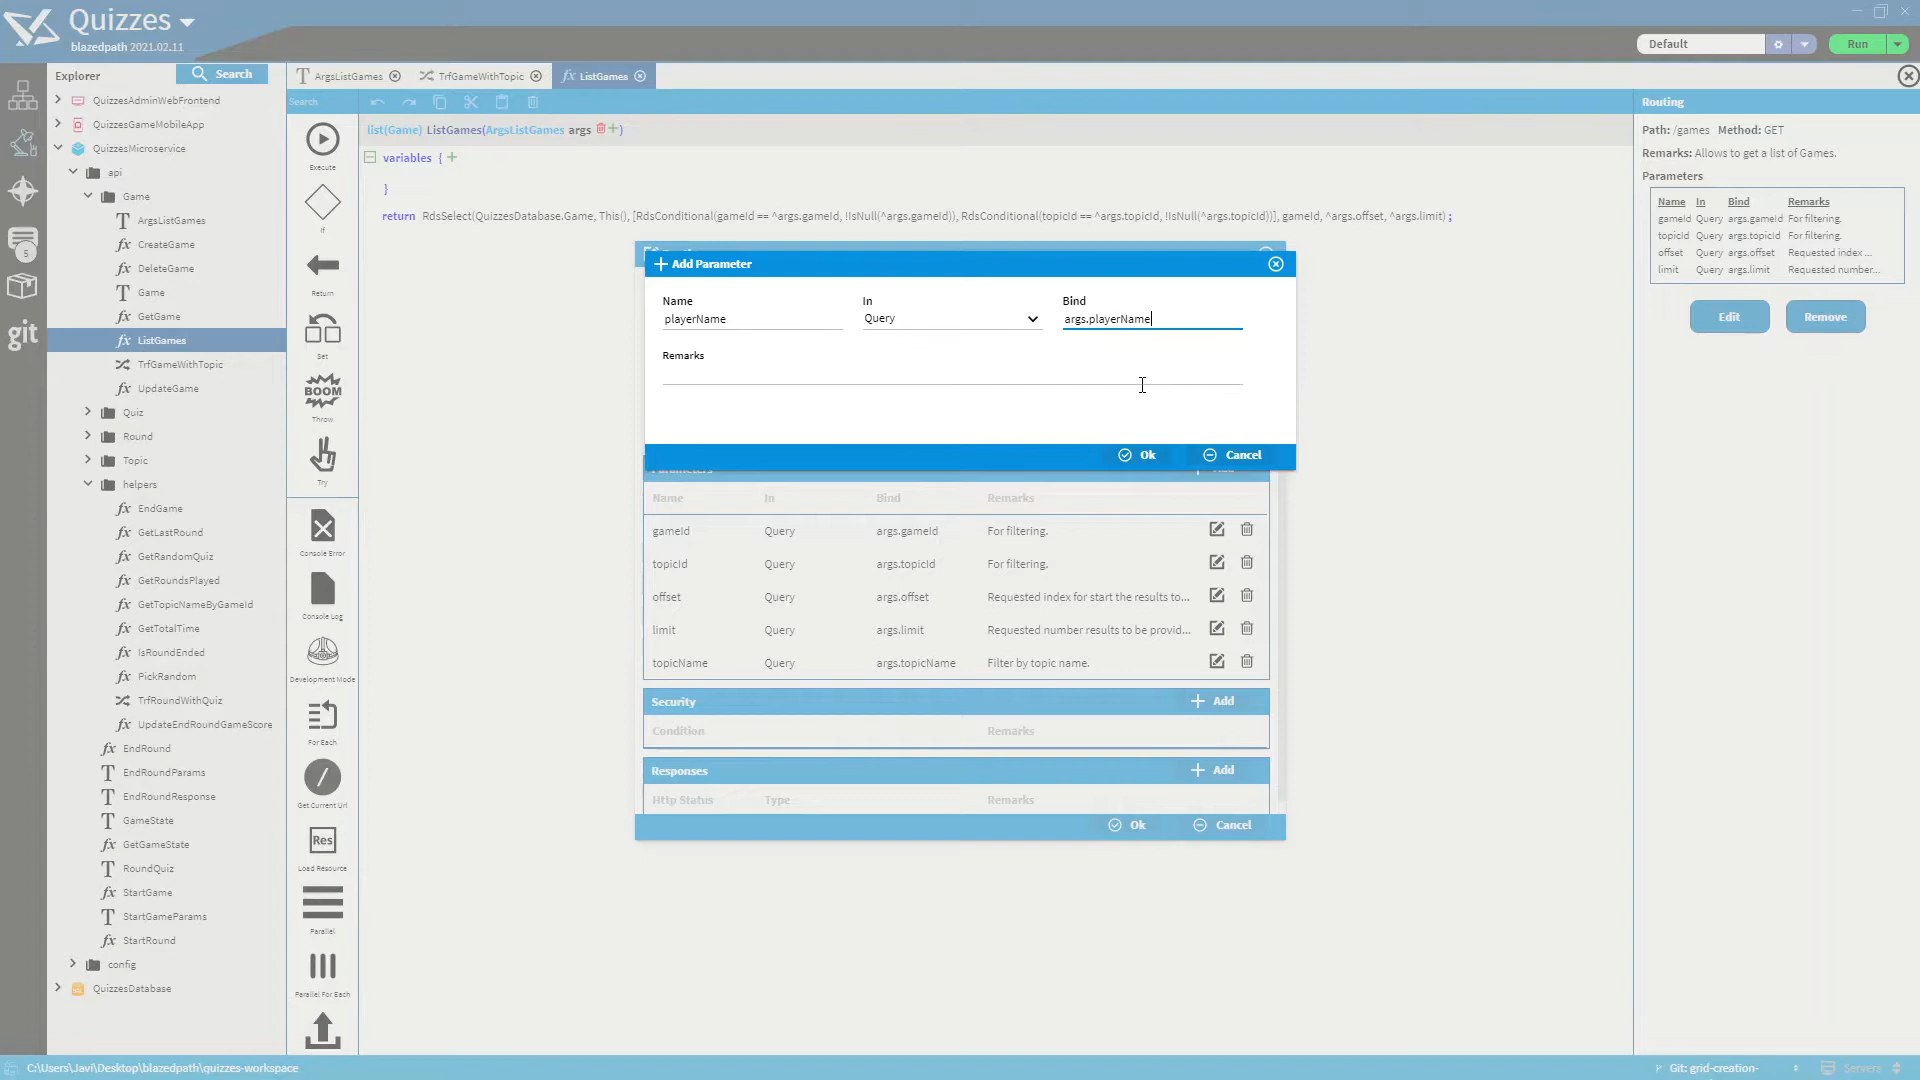 Quizzes
blazedpath 2021.02.11
Default
Run
Explorer
Search
QuizzesAdminWebFrontend
QuizzesGameMobileApp
QuizzesMicroservice
api
Game
ArgsListGames
CreateGame
DeleteGame
Game
GetGame
ListGames
TrfGameWithTopic
UpdateGame
Quiz
Round
Topic
helpers
EndGame
GetLastRound
GetRandomQuiz
GetRoundsPlayed
GetTopicNameByGameId
GetTotalTime
IsRoundEnded
PickRandom
TrfRoundWithQuiz
UpdateEndRoundGameScore
EndRound
EndRoundParams
EndRoundResponse
GameState
GetGameState
RoundQuiz
StartGame
StartGameParams
StartRound
config
QuizzesDatabase
5
git
ArgsListGames
TrfGameWithTopic
fx ListGames
Search
Execute
If
Return
Set
BOOM
Throw
Try
Console Error
Console Log
Development Mode
For Each
Get Current Url
Res
Load Resource
Parallel
Parallel For Each
list(Game) ListGames(ArgsListGames args +)
variables { +
}
return RdsSelect(QuizzesDatabase.Game, This(), [RdsConditional(gameId == ^args.gameId, !IsNull(^args.gameId)), RdsConditional(topicId == ^args.topicId, !IsNull(^args.topicId))], gameId, ^args.offset, ^args.limit) ;
+ Add Parameter
Name In Bind
playerName Query args.playerName
Remarks
Ok Cancel
Name In Bind Remarks
gameId Query args.gameId For filtering.
topicId Query args.topicId For filtering.
offset Query args.offset Requested index for start the results to...
limit Query args.limit Requested number results to be provid...
topicName Query args.topicName Filter by topic name.
Security + Add
Condition Remarks
Responses + Add
Http Status Type Remarks
Ok Cancel
Routing
Path: /games Method: GET
Remarks: Allows to get a list of Games.
Parameters
Name In Bind Remarks
gameId Query args.gameId For filtering.
topicId Query args.topicId For filtering.
offset Query args.offset Requested index ...
limit Query args.limit Requested number...
Edit Remove
C:\Users\Javi\Desktop\blazedpath\quizzes-workspace
Git: grid-creation-
Servers